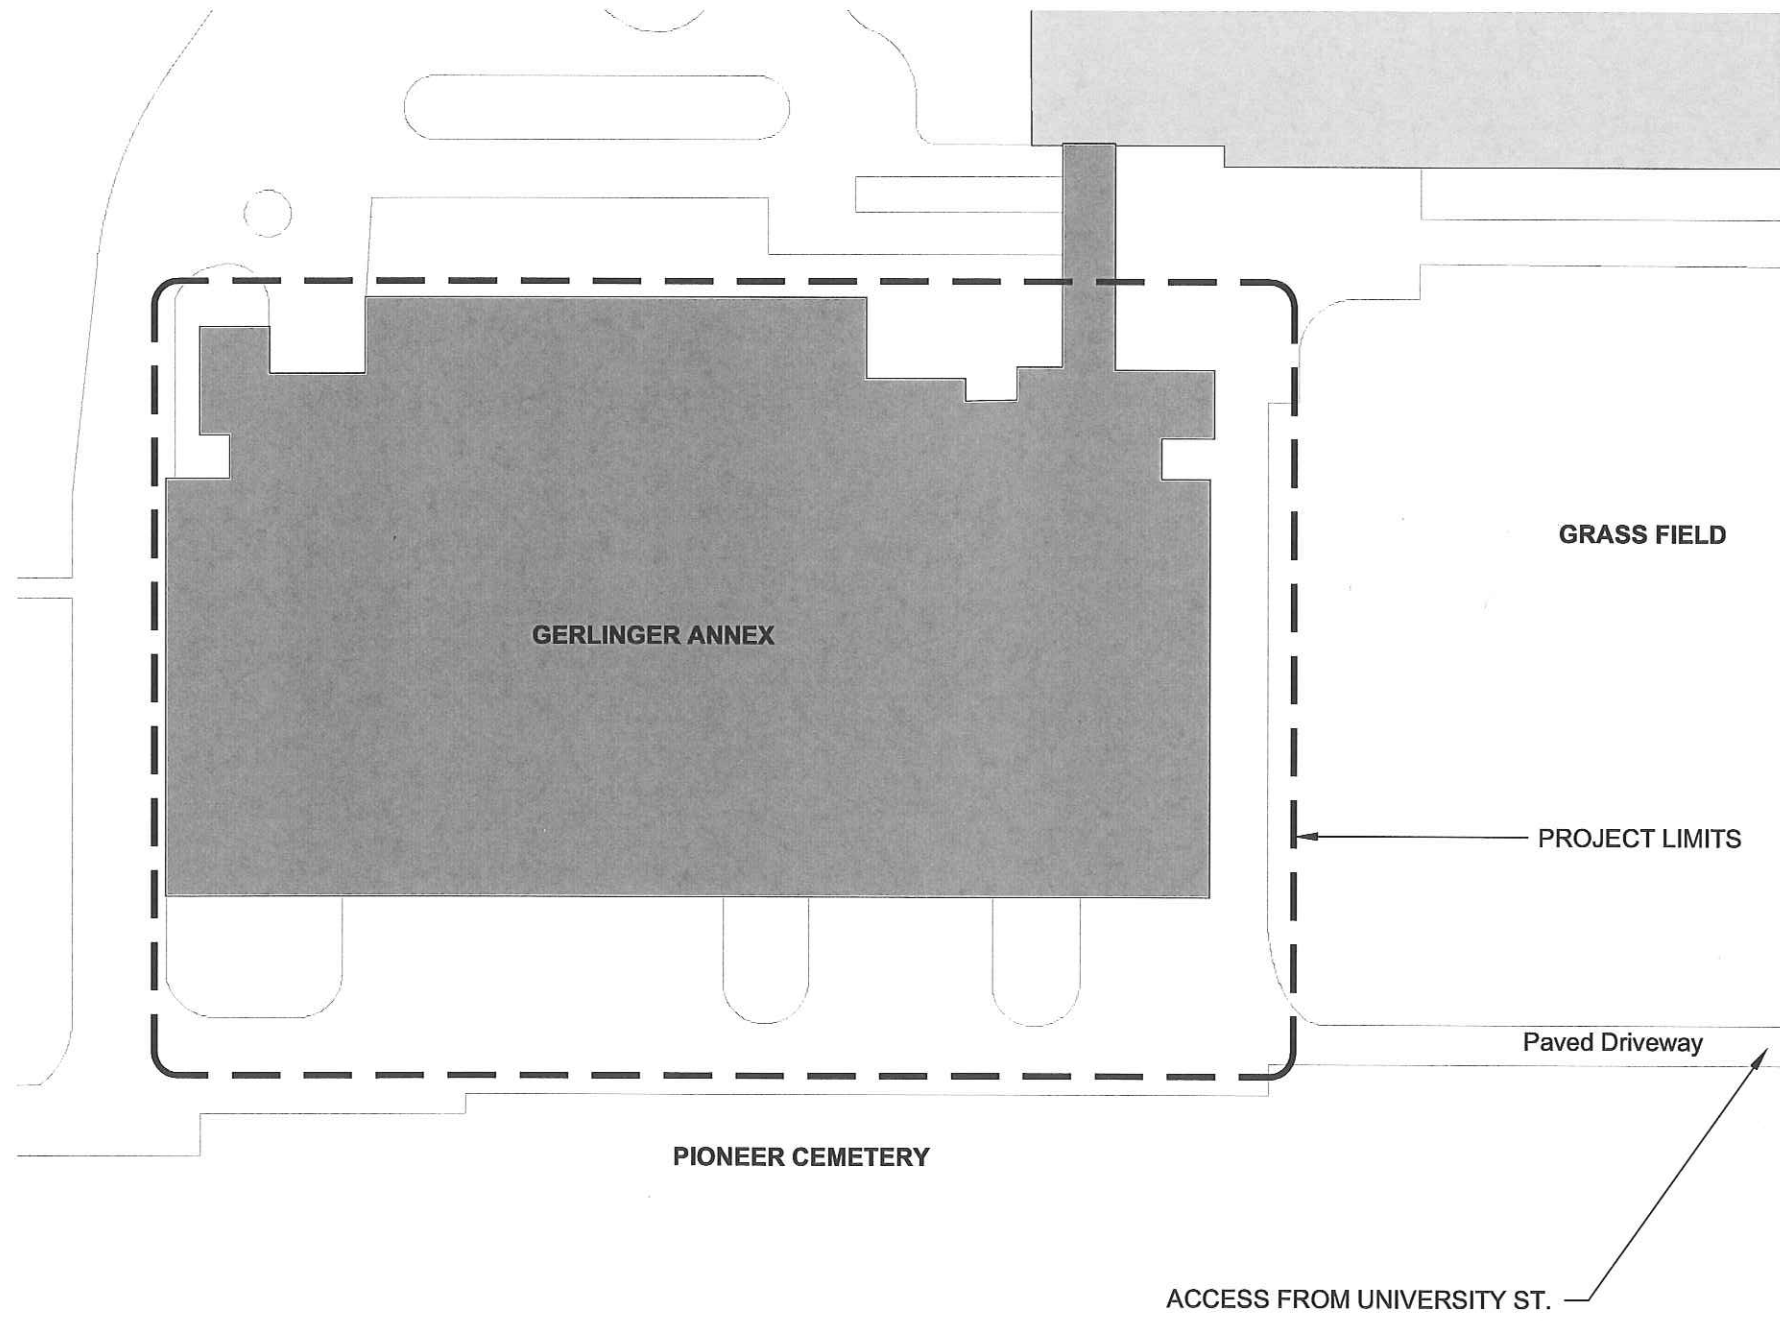 GRASS FIELD
GERLINGER ANNEX
PROJECT LIMITS
Paved Driveway
PIONEER CEMETERY
ACCESS FROM UNIVERSITY ST.